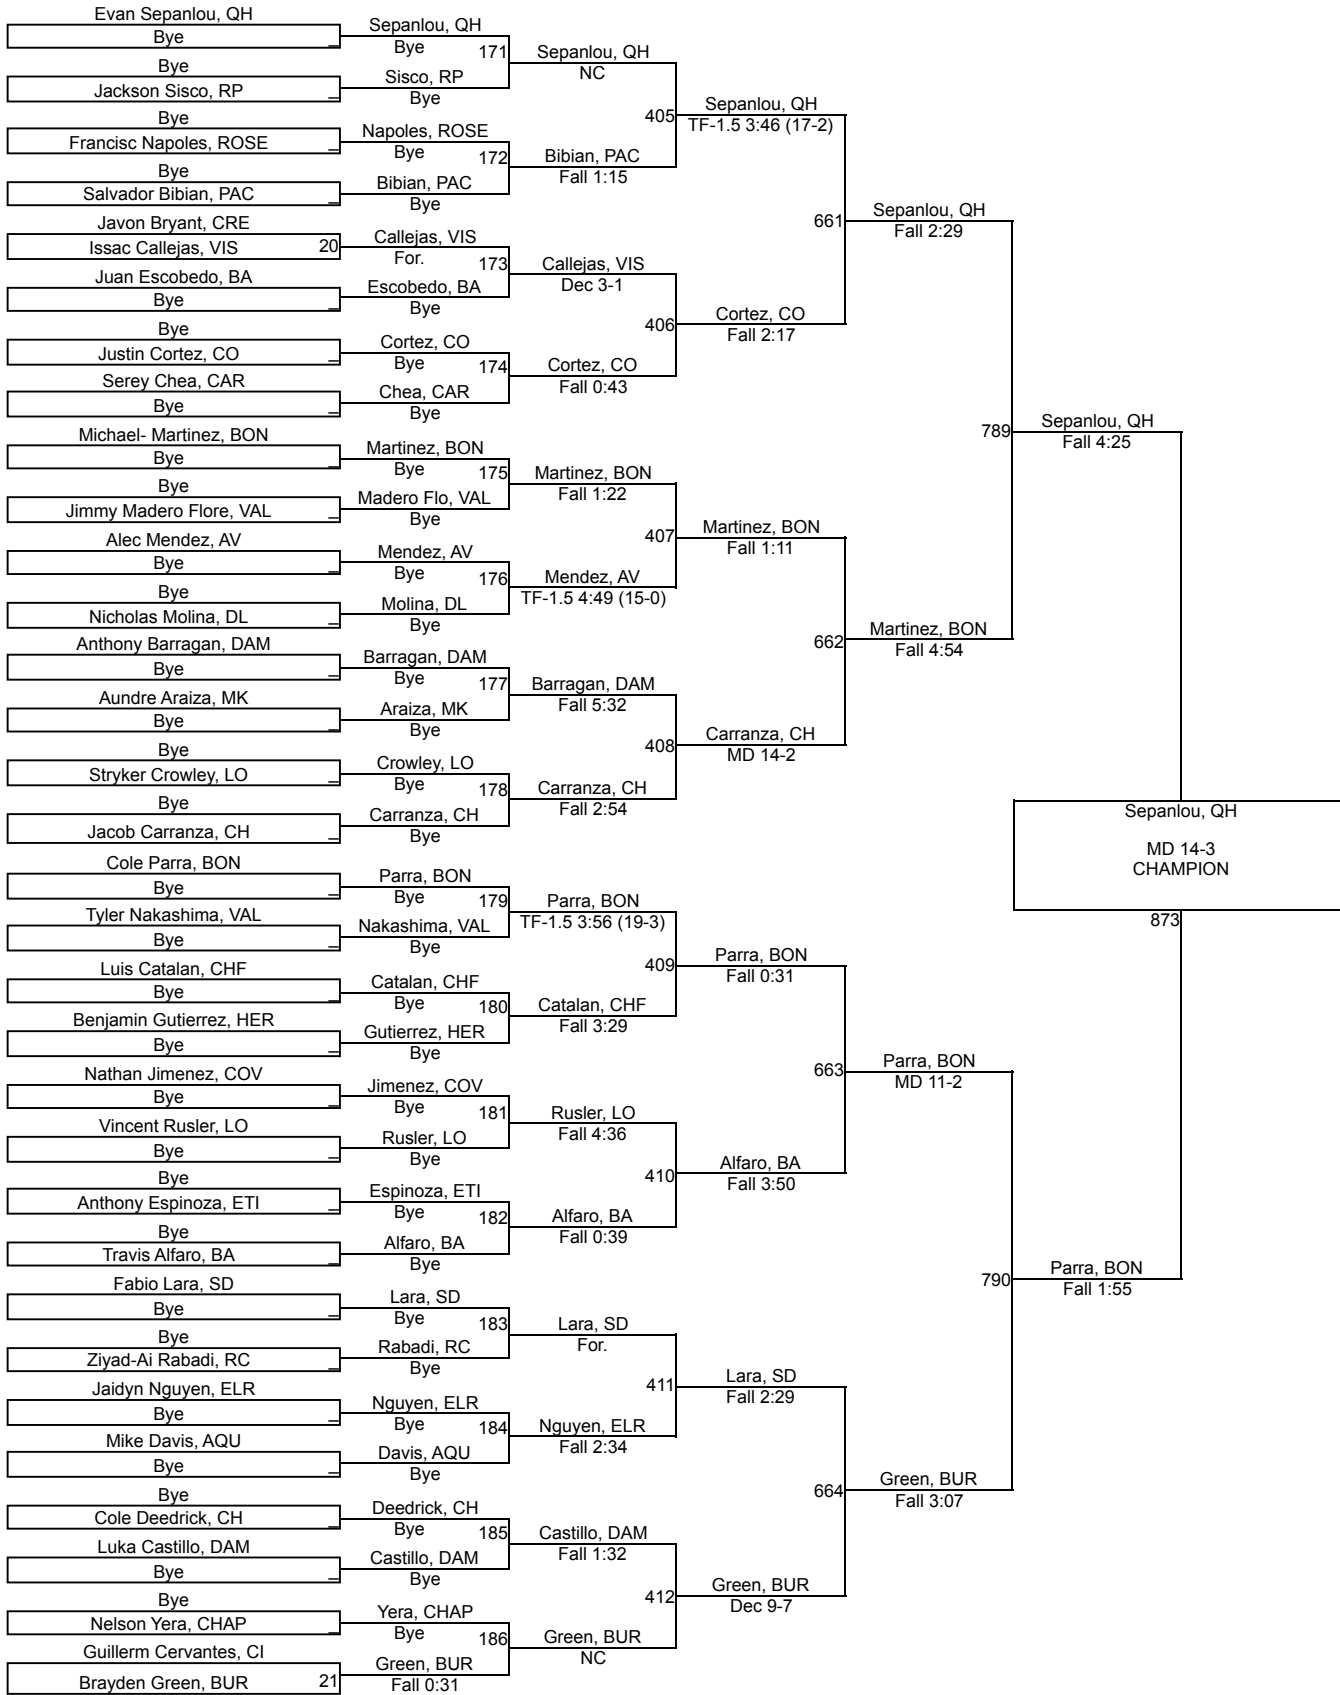 Evan Sepanlou, QH
Bye _
Bye
Jackson Sisco, RP _
Bye
Francisc Napoles, ROSE _
Bye
Salvador Bibian, PAC _
Javon Bryant, CRE
Issac Callejas, VIS 20
Juan Escobedo, BA
Bye _
Bye
Justin Cortez, CO _
Serey Chea, CAR
Bye _
Michael- Martinez, BON
Bye _
Bye
Jimmy Madero Flore, VAL _
Alec Mendez, AV
Bye _
Bye
Nicholas Molina, DL _
Anthony Barragan, DAM
Bye _
Aundre Araiza, MK
Bye _
Bye
Stryker Crowley, LO _
Bye
Jacob Carranza, CH _
Cole Parra, BON
Bye _
Tyler Nakashima, VAL
Bye _
Luis Catalan, CHF
Bye _
Benjamin Gutierrez, HER
Bye _
Nathan Jimenez, COV
Bye _
Vincent Rusler, LO
Bye _
Bye
Anthony Espinoza, ETI _
Bye
Travis Alfaro, BA _
Fabio Lara, SD
Bye _
Bye
Ziyad-Ai Rabadi, RC _
Jaidyn Nguyen, ELR
Bye _
Mike Davis, AQU
Bye _
Bye
Cole Deedrick, CH _
Luka Castillo, DAM
Bye _
Bye
Nelson Yera, CHAP _
Guillerm Cervantes, CI
Brayden Green, BUR 21
Sepanlou, QH
Bye 171
Sisco, RP
Bye
Napoles, ROSE
Bye 172
Bibian, PAC
Bye
Callejas, VIS
For. 173
Escobedo, BA
Bye
Cortez, CO
Bye 174
Chea, CAR
Bye
Martinez, BON
Bye 175
Madero Flo, VAL
Bye
Mendez, AV
Bye 176
Molina, DL
Bye
Barragan, DAM
Bye 177
Araiza, MK
Bye
Crowley, LO
Bye 178
Carranza, CH
Bye
Parra, BON
Bye 179
Nakashima, VAL
Bye
Catalan, CHF
Bye 180
Gutierrez, HER
Bye
Jimenez, COV
Bye 181
Rusler, LO
Bye
Espinoza, ETI
Bye 182
Alfaro, BA
Bye
Lara, SD
Bye 183
Rabadi, RC
Bye
Nguyen, ELR
Bye 184
Davis, AQU
Bye
Deedrick, CH
Bye 185
Castillo, DAM
Bye
Yera, CHAP
Bye 186
Green, BUR
Fall 0:31
Sepanlou, QH
NC
405
Bibian, PAC
Fall 1:15
Callejas, VIS
Dec 3-1
406
Cortez, CO
Fall 0:43
Martinez, BON
Fall 1:22
407
Mendez, AV
TF-1.5 4:49 (15-0)
Barragan, DAM
Fall 5:32
408
Carranza, CH
Fall 2:54
Parra, BON
TF-1.5 3:56 (19-3)
409
Catalan, CHF
Fall 3:29
Rusler, LO
Fall 4:36
410
Alfaro, BA
Fall 0:39
Lara, SD
For.
411
Nguyen, ELR
Fall 2:34
Castillo, DAM
Fall 1:32
412
Green, BUR
NC
Sepanlou, QH
TF-1.5 3:46 (17-2)
661
Cortez, CO
Fall 2:17
Martinez, BON
Fall 1:11
662
Carranza, CH
MD 14-2
Parra, BON
Fall 0:31
663
Alfaro, BA
Fall 3:50
Lara, SD
Fall 2:29
664
Green, BUR
Dec 9-7
Sepanlou, QH
Fall 2:29
789
Martinez, BON
Fall 4:54
Parra, BON
MD 11-2
790
Green, BUR
Fall 3:07
Sepanlou, QH
Fall 4:25
Sepanlou, QH
MD 14-3
CHAMPION
873
Parra, BON
Fall 1:55